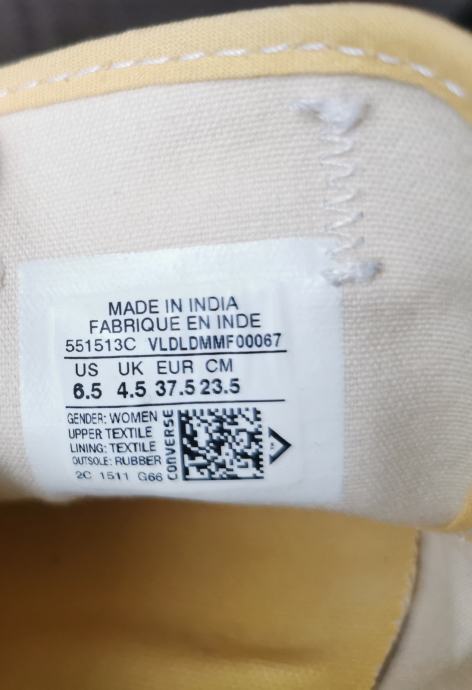 MADE IN INDIA
FABRIQUE EN INDE
551513C VLDLDMMF00067
US UK EUR CM
6.5 4.5 37.5 23.5
GENDER: WOMEN
UPPER TEXTILE
LINING: TEXTILE
OUTSOLE: RUBBER
2C 1511 G66
CONVERSE